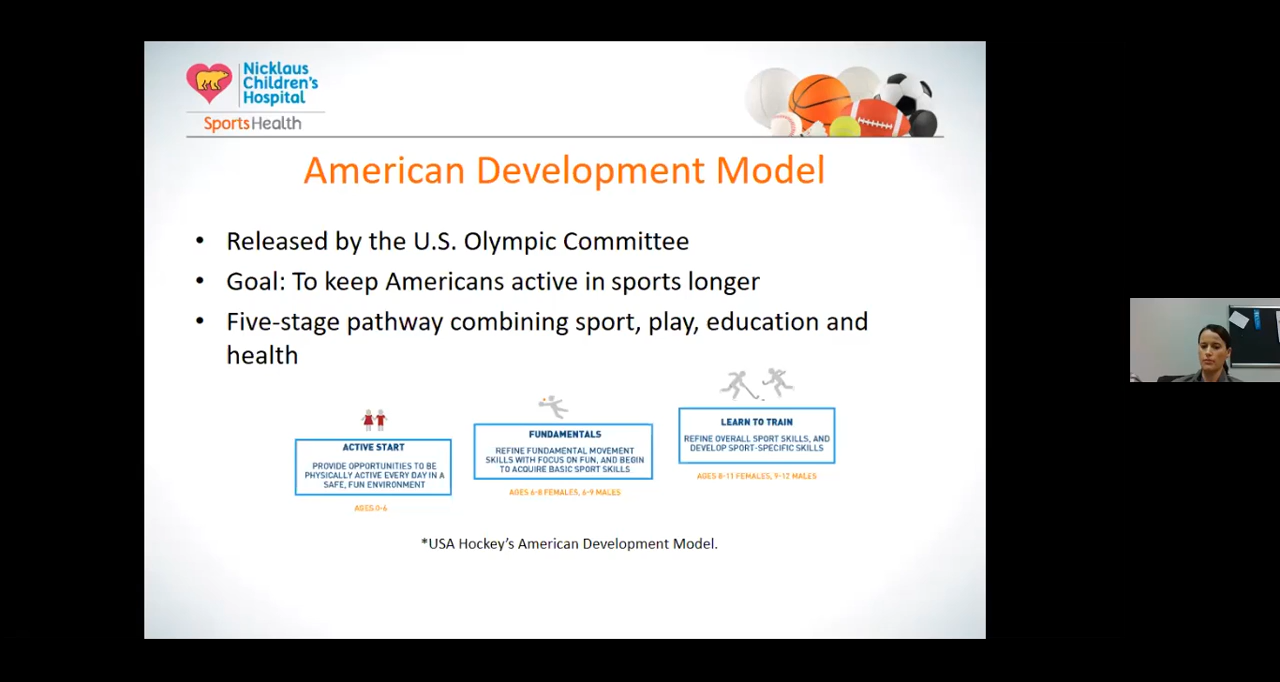 Nicklaus
Children's
Hospital
SportsHealth
American Development Model
• Released by the U.S. Olympic Committee
• Goal: To keep Americans active in sports longer
• Five-stage pathway combining sport, play, education and
health
ACTIVE START
PROVIDE OPPORTUNITIES TO BE
PHYSICALLY ACTIVE EVERY DAY IN A
SAFE, FUN ENVIRONMENT
AGES 0-6
FUNDAMENTALS
REFINE FUNDAMENTAL MOVEMENT
SKILLS WITH FOCUS ON FUN, AND BEGIN
TO ACQUIRE BASIC SPORT SKILLS
AGES 6-8 FEMALES, 6-9 MALES
LEARN TO TRAIN
REFINE OVERALL SPORT SKILLS, AND
DEVELOP SPORT-SPECIFIC SKILLS
AGES 8-11 FEMALES, 9-12 MALES
*USA Hockey's American Development Model.